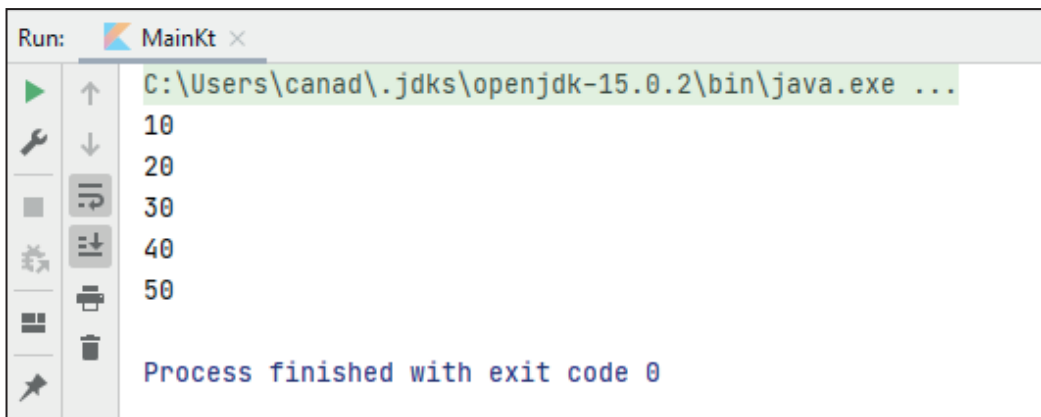 Run: MainKt
C:\Users\canad\.jdks\openjdk-15.0.2\bin\java.exe ...
10
20
30
40
50
Process finished with exit code 0